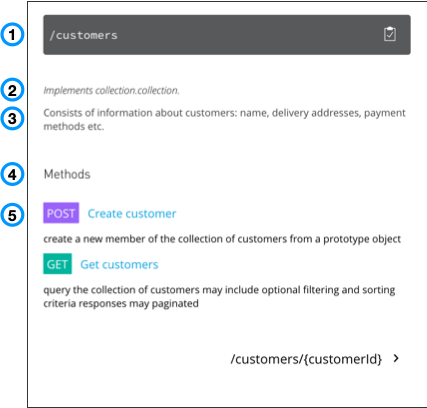 1 /customers
2 Implements collection.collection.
3 Consists of information about customers: name, delivery addresses, payment
methods etc.
4 Methods
5 POST Create customer
create a new member of the collection of customers from a prototype object
GET Get customers
query the collection of customers may include optional filtering and sorting
criteria responses may paginated
/customers/{customerId} >